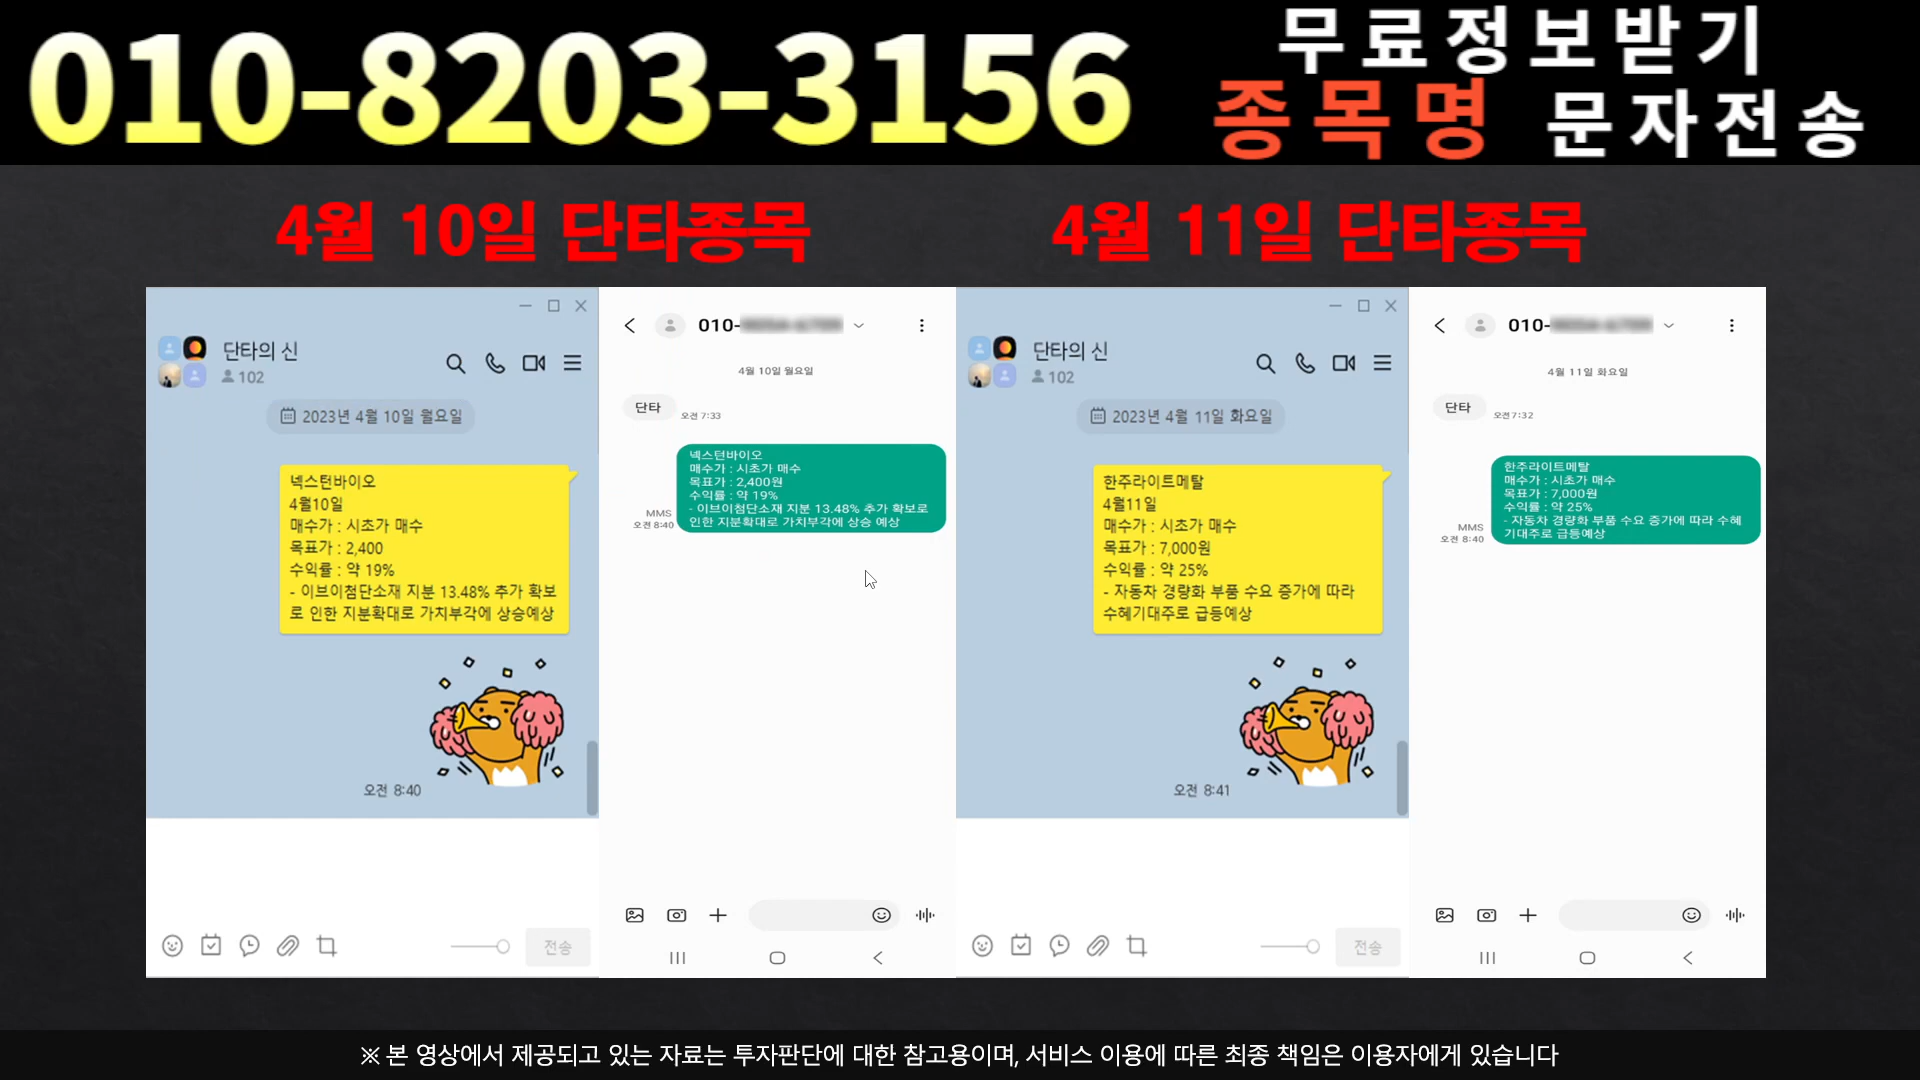 010-8203-3156
무료정보받기
종목명 문자전송
4월 10일 단타종목
4월 11일 단타종목
단타의 신
102
2023년 4월 10일 월요일
넥스턴바이오
4월10일
매수가 : 시초가 매수
목표가 : 2,400
수익률 : 약 19%
- 이브이첨단소재 지분 13.48% 추가 확보
로 인한 지분확대로 가치부각에 상승예상
오전 8:40
전송
010-
4월 10일 월요일
단타
오전 7:33
넥스턴바이오
매수가 : 시초가 매수
목표가 : 2,400원
수익률 : 약 19%
- 이브이첨단소재 지분 13.48% 추가 확보로
인한 지분확대로 가치부각에 상승 예상
MMS
오전 8:40
단타의 신
102
2023년 4월 11일 화요일
한주라이트메탈
4월11일
매수가 : 시초가 매수
목표가 : 7,000원
수익률 : 약 25%
- 자동차 경량화 부품 수요 증가에 따라
수혜기대주로 급등예상
오전 8:41
전송
010-
4월 11일 화요일
단타
오전 7:32
한주라이트메탈
매수가 : 시초가 매수
목표가 : 7,000원
수익률 : 약 25%
- 자동차 경량화 부품 수요 증가에 따라 수혜
기대주로 급등예상
MMS
오전 8:40
※ 본 영상에서 제공되고 있는 자료는 투자판단에 대한 참고용이며, 서비스 이용에 따른 최종 책임은 이용자에게 있습니다